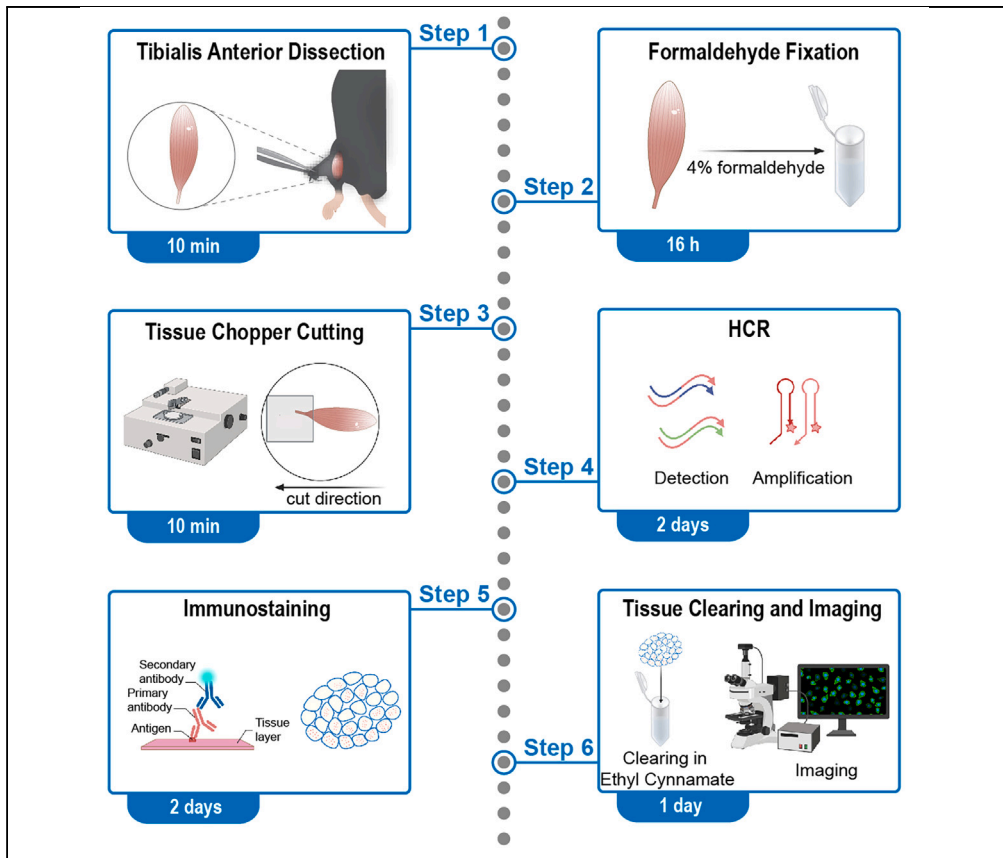 Step 1
Tibialis Anterior Dissection
10 min
Step 2
Formaldehyde Fixation
4% formaldehyde
16 h
Step 3
Tissue Chopper Cutting
cut direction
10 min
Step 4
HCR
Detection
Amplification
2 days
Step 5
Immunostaining
Secondary
antibody
Primary
antibody
Antigen
Tissue
layer
2 days
Step 6
Tissue Clearing and Imaging
Clearing in
Ethyl Cynnamate
Imaging
1 day